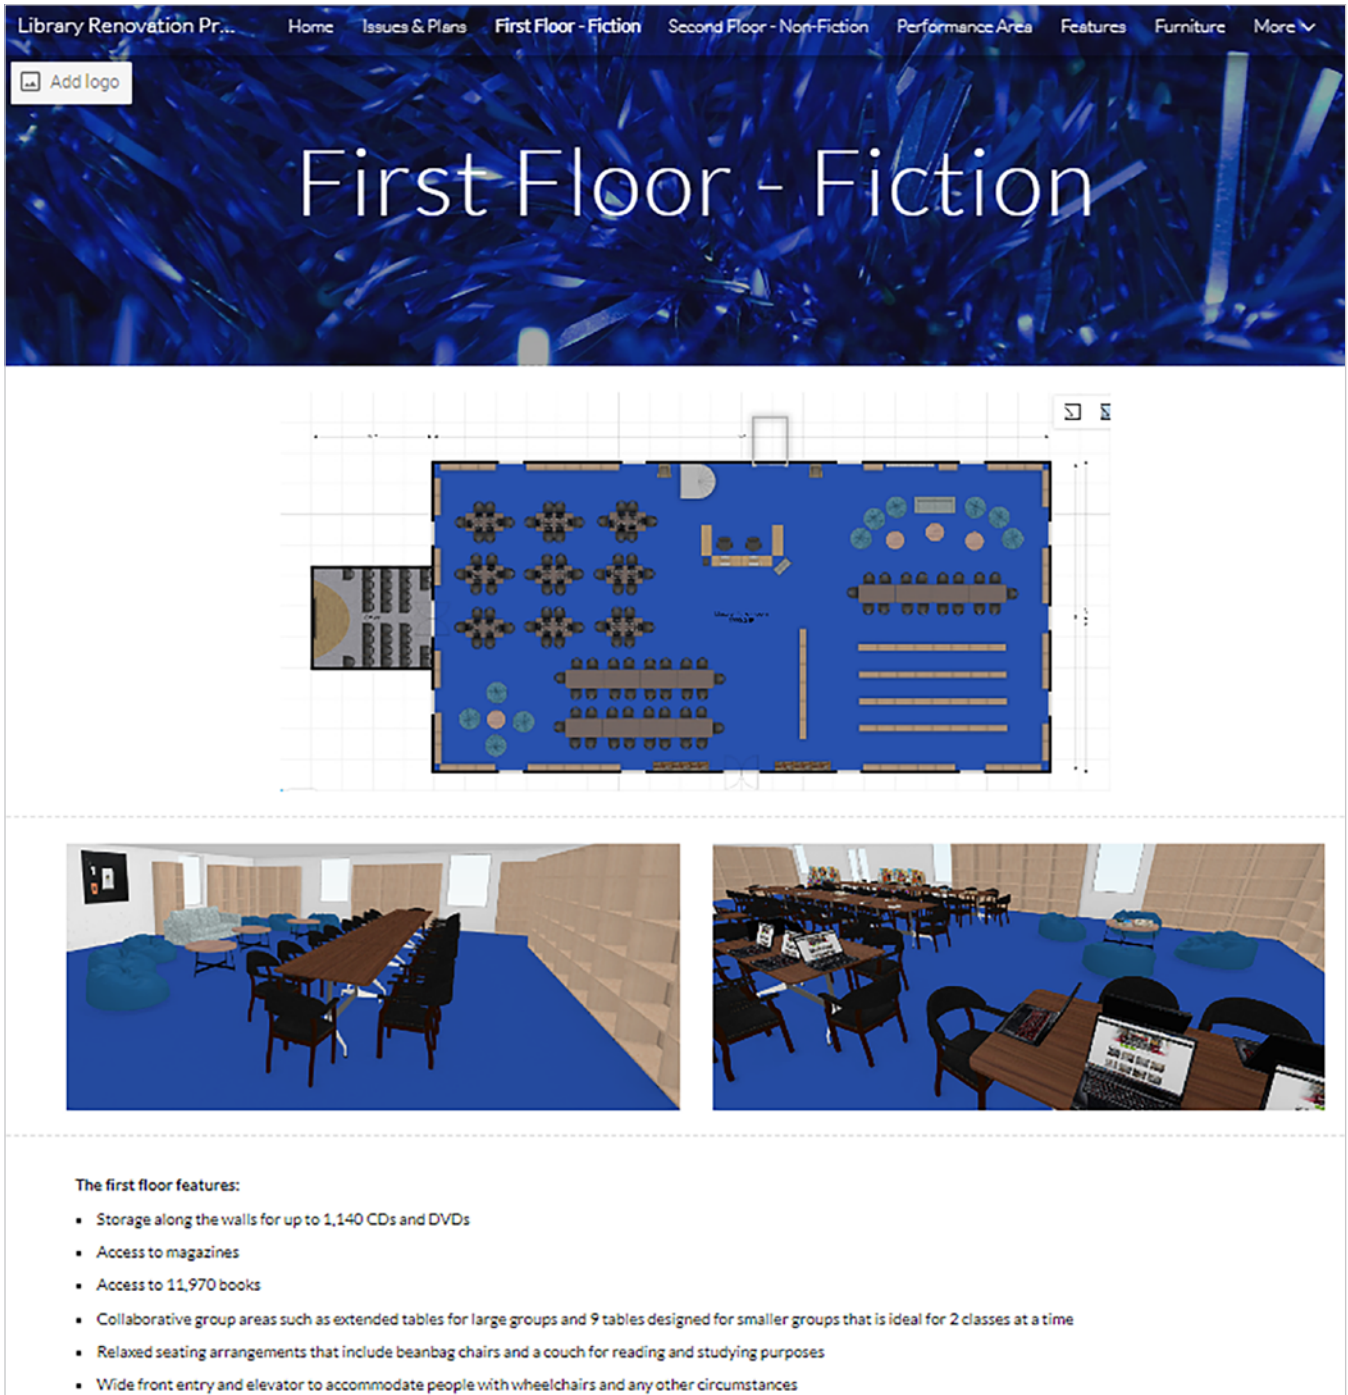 Library Renovation Pr...
Home
Issues & Plans
First Floor - Fiction
Second Floor - Non-Fiction
Performance Area
Features
Furniture
More
Add logo
First Floor - Fiction
The first floor features:
▪ Storage along the walls for up to 1,140 CDs and DVDs
▪ Access to magazines
▪ Access to 11,970 books
▪ Collaborative group areas such as extended tables for large groups and 9 tables designed for smaller groups that is ideal for 2 classes at a time
▪ Relaxed seating arrangements that include beanbag chairs and a couch for reading and studying purposes
▪ Wide front entry and elevator to accommodate people with wheelchairs and any other circumstances